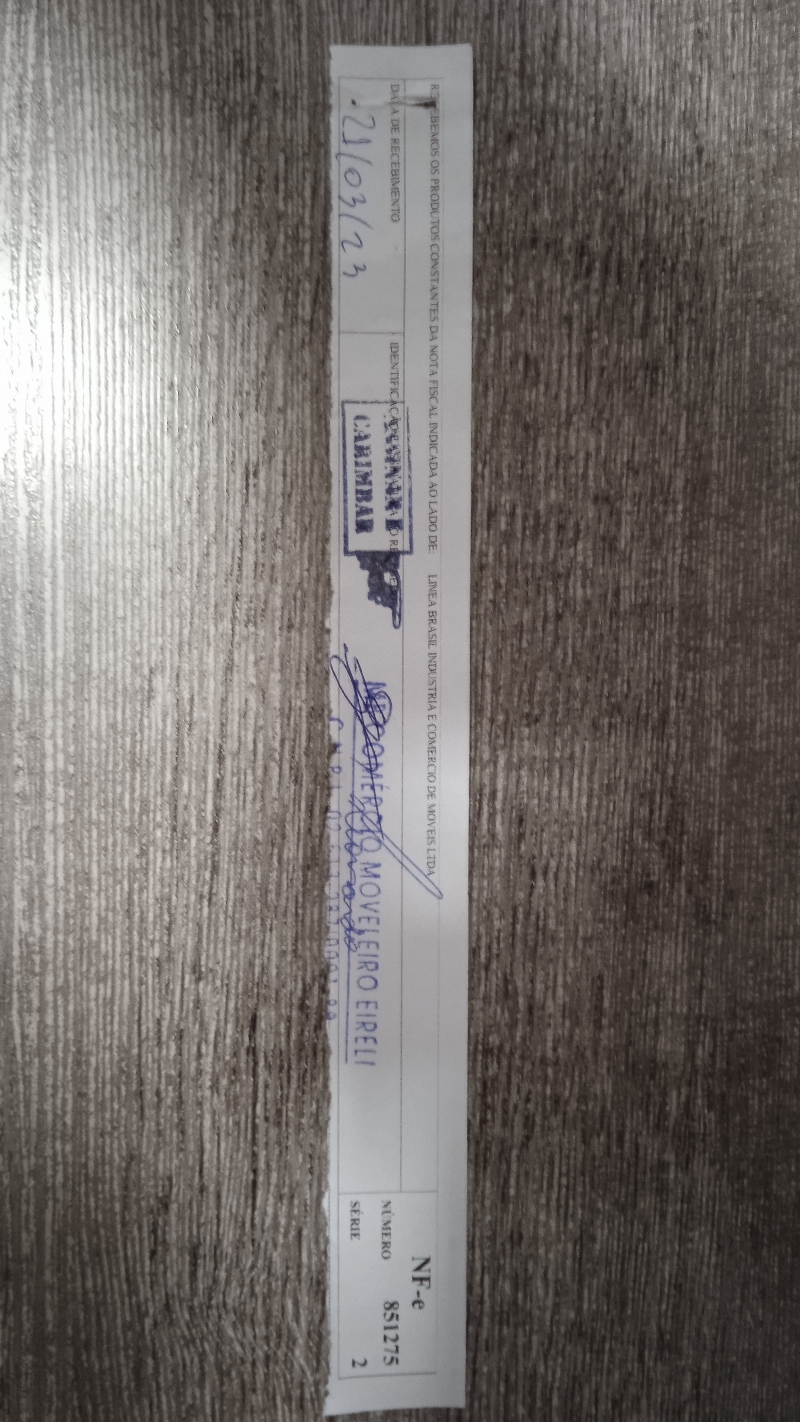 RECEBEMOS OS PRODUTOS CONSTANTES DA NOTA FISCAL INDICADA AO LADO DE: LINEA BRASIL INDUSTRIA E COMERCIO DE MOVEIS LTDA
NF-e
DATA DE RECEBIMENTO
21/03/23
ASSINAR E
CARIMBAR
COMÉRCIO MOVELEIRO EIRELI
NÚMERO 851275
SÉRIE 2